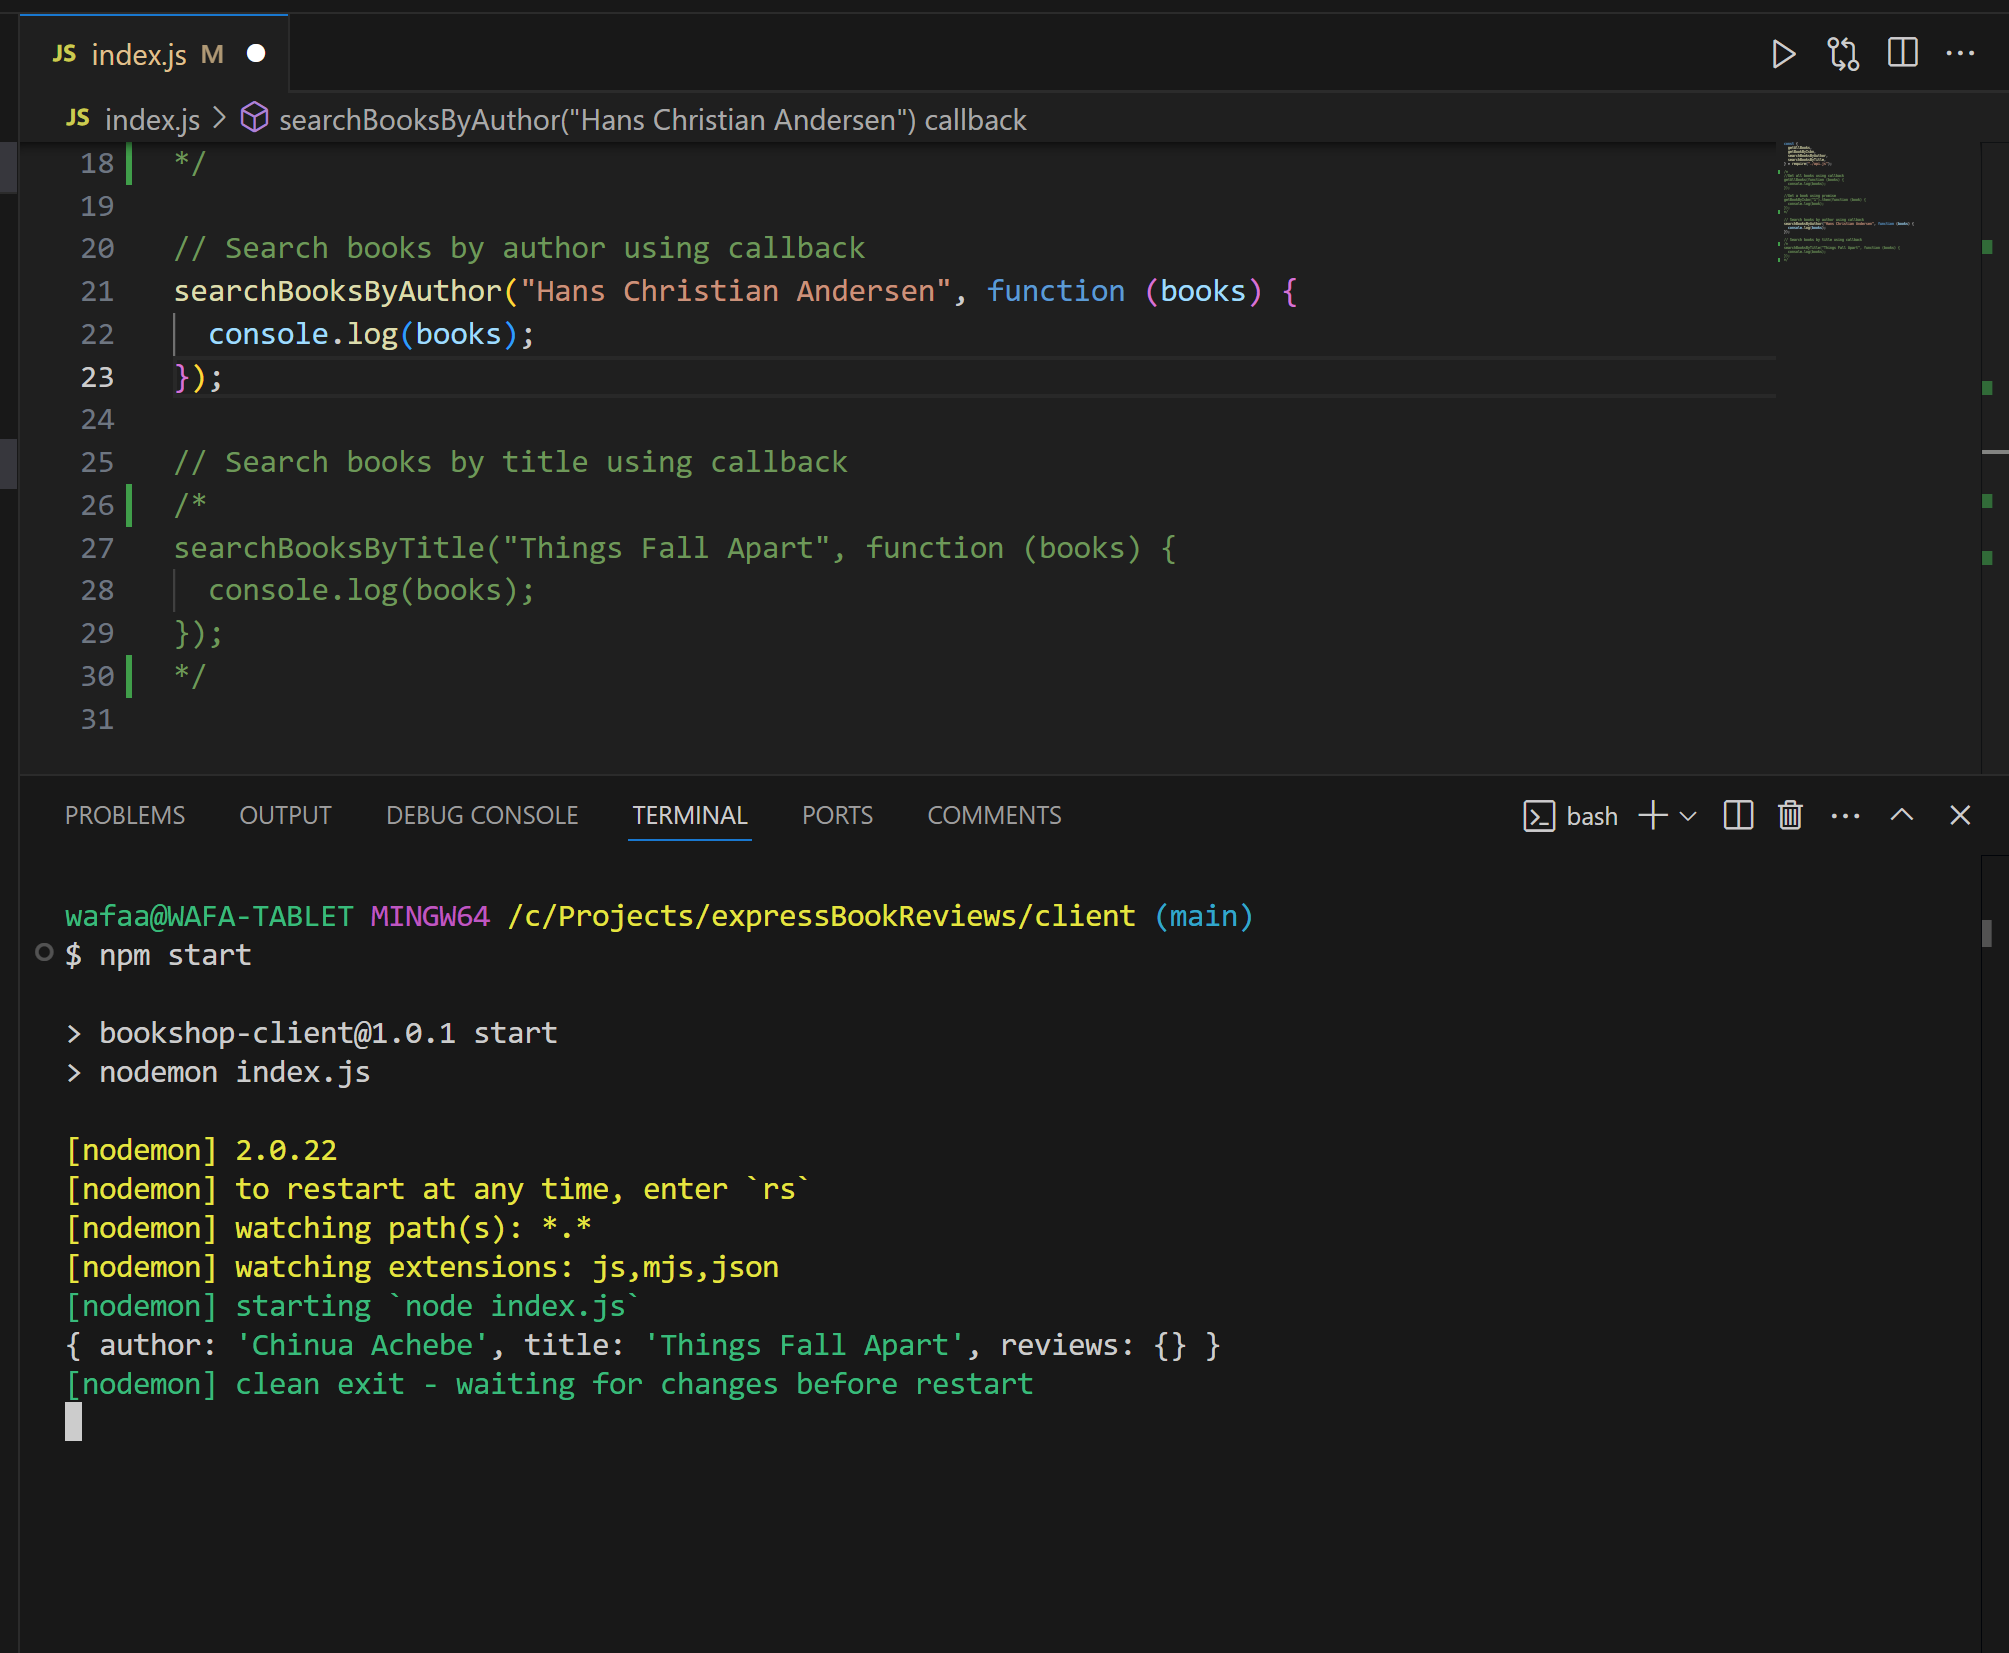 JS index.js M
JS index.js > searchBooksByAuthor("Hans Christian Andersen") callback
18 */
19
20 // Search books by author using callback
21 searchBooksByAuthor("Hans Christian Andersen", function (books) {
22 console.log(books);
23 });
24
25 // Search books by title using callback
26 /*
27 searchBooksByTitle("Things Fall Apart", function (books) {
28 console.log(books);
29 });
30 */
31
PROBLEMS OUTPUT DEBUG CONSOLE TERMINAL PORTS COMMENTS bash
wafaa@WAFA-TABLET MINGW64 /c/Projects/expressBookReviews/client (main)
$ npm start
> bookshop-client@1.0.1 start
> nodemon index.js
[nodemon] 2.0.22
[nodemon] to restart at any time, enter `rs`
[nodemon] watching path(s): *.*
[nodemon] watching extensions: js,mjs,json
[nodemon] starting `node index.js`
{ author: 'Chinua Achebe', title: 'Things Fall Apart', reviews: {} }
[nodemon] clean exit - waiting for changes before restart